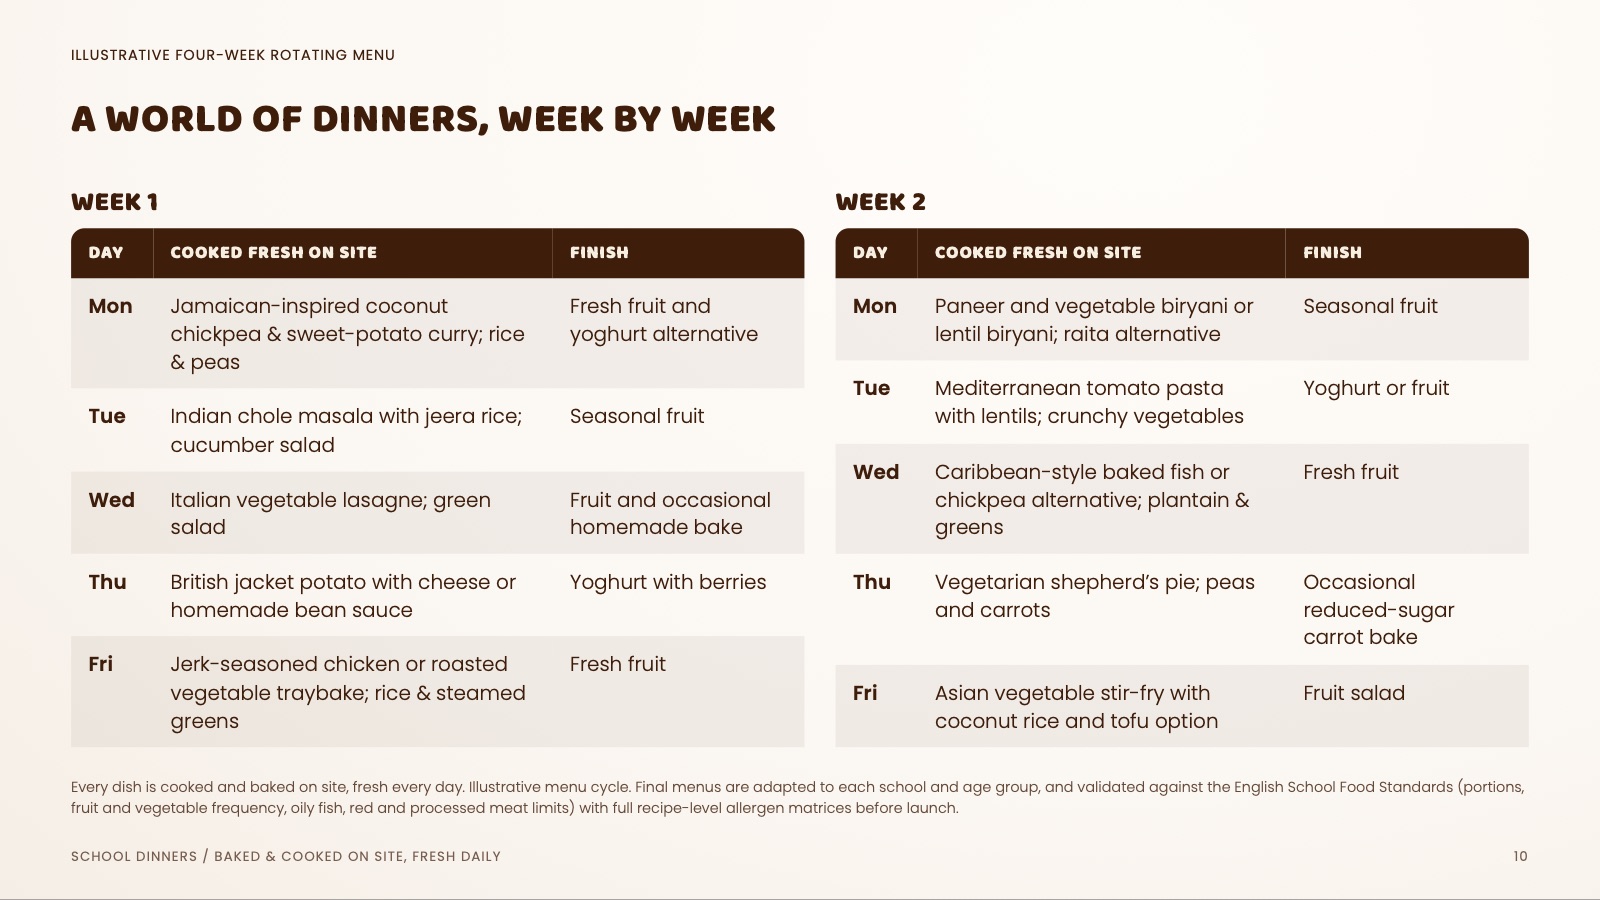 ILLUSTRATIVE FOUR-WEEK ROTATING MENU
A WORLD OF DINNERS, WEEK BY WEEK
WEEK 1
DAY COOKED FRESH ON SITE FINISH
Mon Jamaican-inspired coconut Fresh fruit and
chickpea & sweet-potato curry; rice yoghurt alternative
& peas
Tue Indian chole masala with jeera rice; Seasonal fruit
cucumber salad
Wed Italian vegetable lasagne; green Fruit and occasional
salad homemade bake
Thu British jacket potato with cheese or Yoghurt with berries
homemade bean sauce
Fri Jerk-seasoned chicken or roasted Fresh fruit
vegetable traybake; rice & steamed
greens
WEEK 2
DAY COOKED FRESH ON SITE FINISH
Mon Paneer and vegetable biryani or Seasonal fruit
lentil biryani; raita alternative
Tue Mediterranean tomato pasta Yoghurt or fruit
with lentils; crunchy vegetables
Wed Caribbean-style baked fish or Fresh fruit
chickpea alternative; plantain &
greens
Thu Vegetarian shepherd's pie; peas Occasional
and carrots reduced-sugar
carrot bake
Fri Asian vegetable stir-fry with Fruit salad
coconut rice and tofu option
Every dish is cooked and baked on site, fresh every day. Illustrative menu cycle. Final menus are adapted to each school and age group, and validated against the English School Food Standards (portions,
fruit and vegetable frequency, oily fish, red and processed meat limits) with full recipe-level allergen matrices before launch.
SCHOOL DINNERS / BAKED & COOKED ON SITE, FRESH DAILY 10